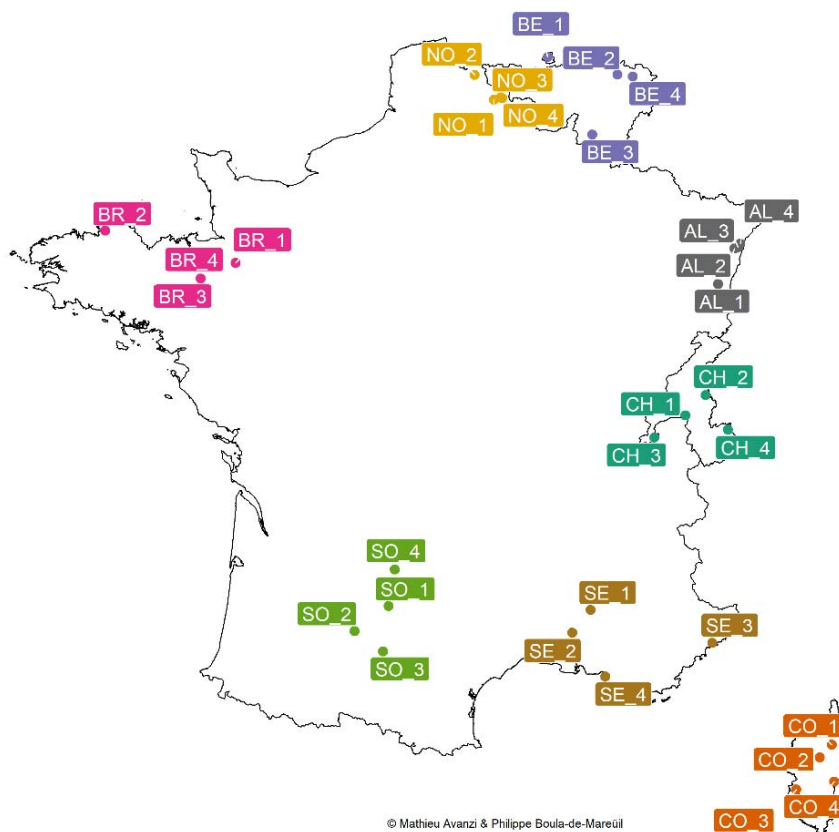 BE_1
NO_2
BE_2
NO_3
BE_4
NO_1
NO_4
BE_3
BR_2
AL_4
AL_3
BR_1
BR_4
AL_2
BR_3
AL_1
CH_2
CH_1
CH_3
CH_4
SO_4
SO_1
SE_1
SO_2
SE_3
SE_2
SO_3
SE_4
CO_1
CO_2
CO_4
CO_3
© Mathieu Avanzi & Philippe Boula-de-Mareüil